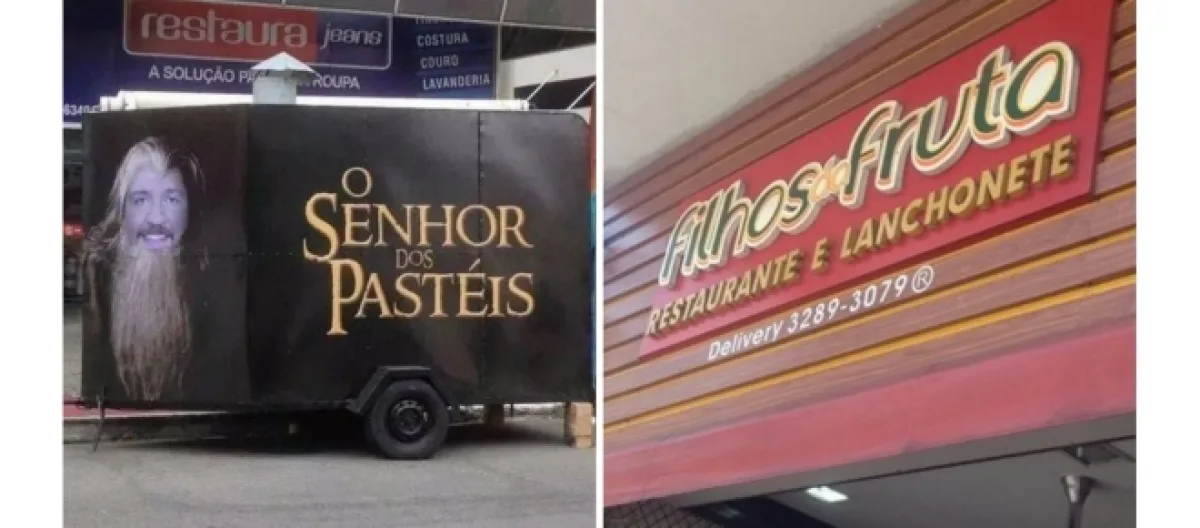 restaura jeans
COSTURA
COURO
LAVANDERIA
A SOLUÇÃO
ROUPA
O
SENHOR
DOS
PASTÉIS
filhos da fruta
RESTAURANTE E LANCHONETE
Delivery 3289-3079®